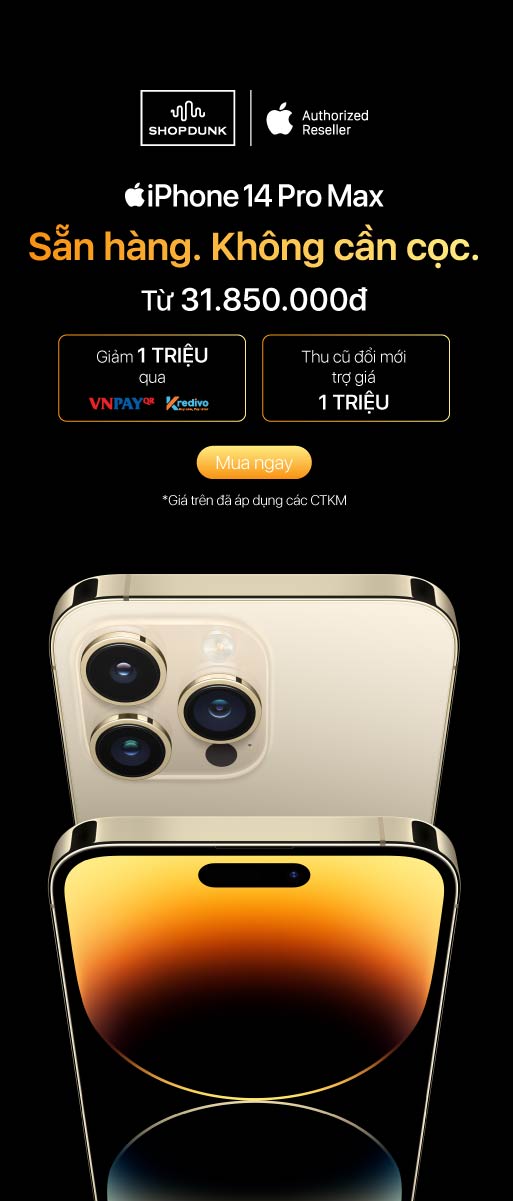 SHOPDUNK
Authorized
Reseller
iPhone 14 Pro Max
Sẵn hàng. Không cần cọc.
Từ 31.850.000đ
Giảm 1 TRIỆU
qua
VNPAYQR Kredivo
Thu cũ đổi mới
trợ giá
1 TRIỆU
Mua ngay
*Giá trên đã áp dụng các CTKM